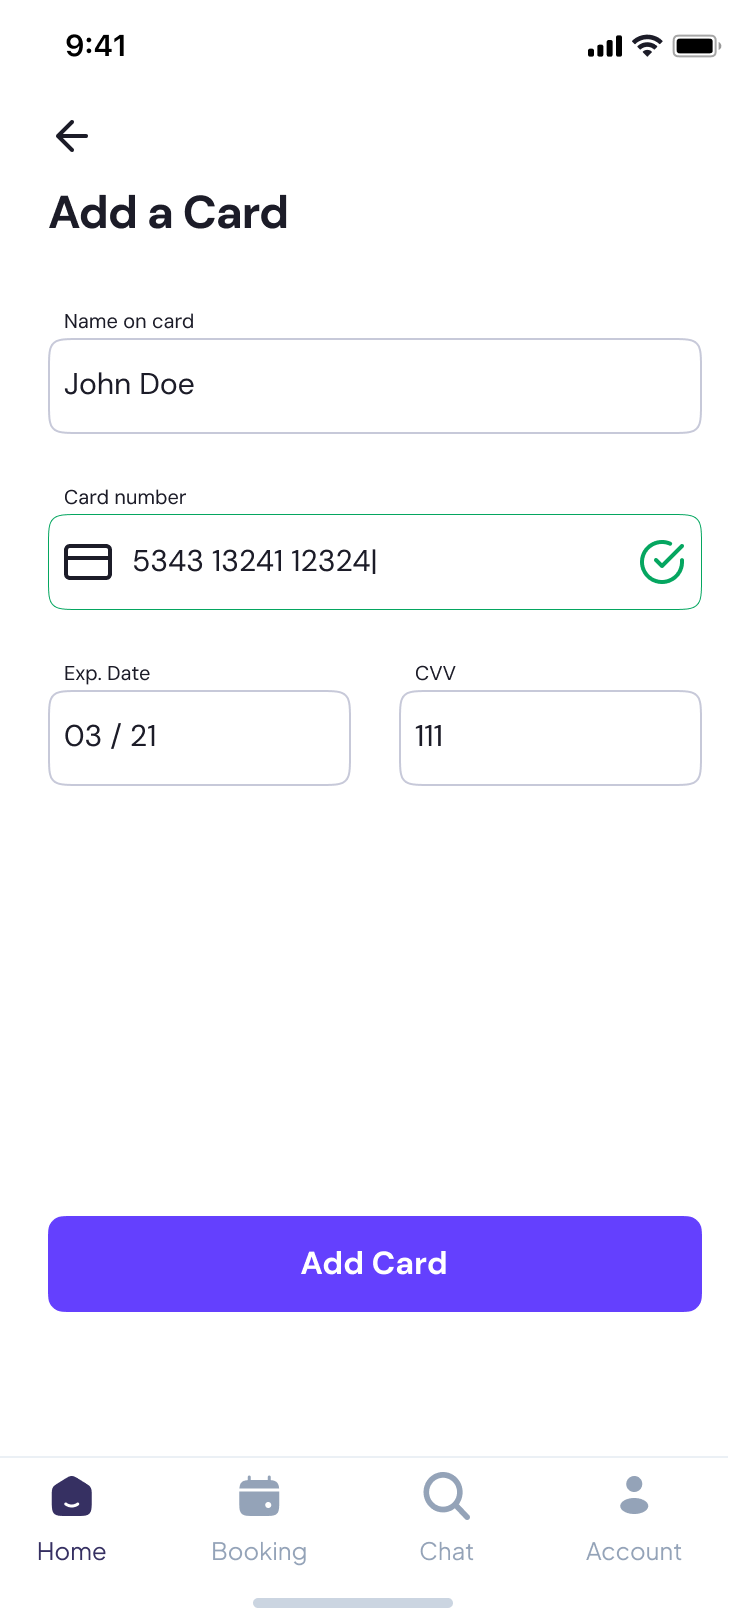 9:41
Add a Card
Name on card
John Doe
Card number
5343 13241 12324|
Exp. Date
CVV
03 / 21
111
Add Card
Home
Booking
Chat
Account